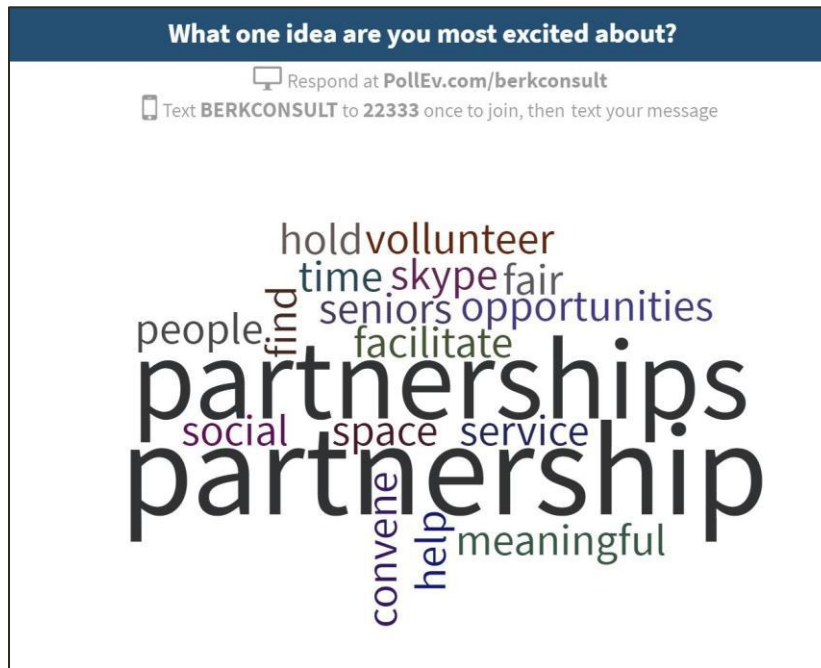 What one idea are you most excited about?
Respond at PollEv.com/berkconsult
Text BERKCONSULT to 22333 once to join, then text your message
hold vollunteer
time skype fair
find seniors opportunities
people facilitate
partnerships
social space service
partnership
convene help meaningful